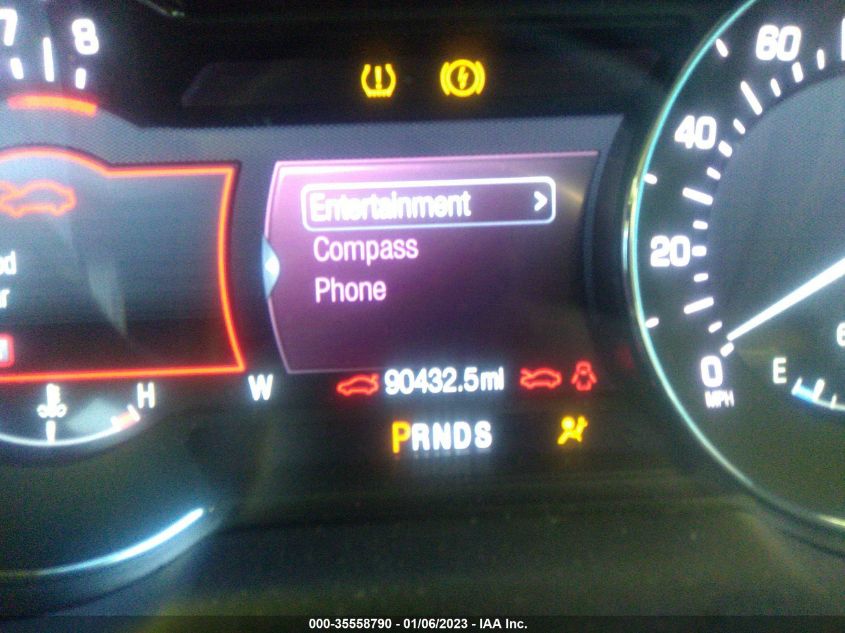 7 8
60
40
20
0
MPH
Entertainment >
Compass
Phone
H
W
90432.5mi
E
PRNDS
000-35558790 - 01/06/2023 - IAA Inc.